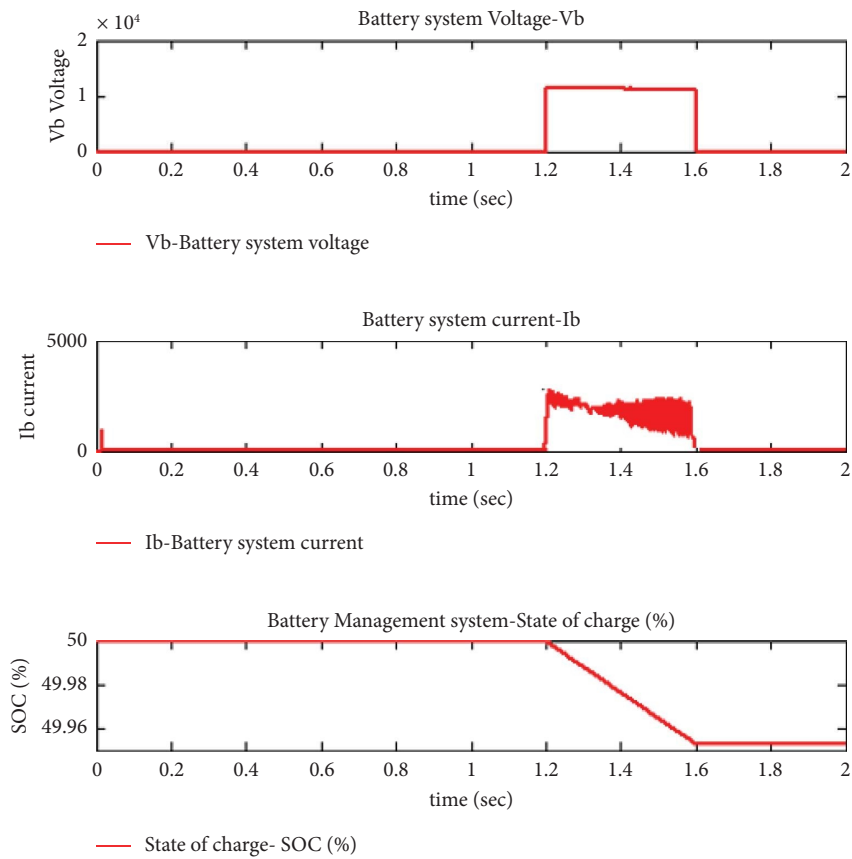 Battery system Voltage-Vb
× 10⁴
Vb Voltage
2
1
0
0 0.2 0.4 0.6 0.8 1 1.2 1.4 1.6 1.8 2
time (sec)
Vb-Battery system voltage
Battery system current-Ib
Ib current
5000
0
0 0.2 0.4 0.6 0.8 1 1.2 1.4 1.6 1.8 2
time (sec)
Ib-Battery system current
Battery Management system-State of charge (%)
SOC (%)
50
49.98
49.96
0 0.2 0.4 0.6 0.8 1 1.2 1.4 1.6 1.8 2
time (sec)
State of charge- SOC (%)